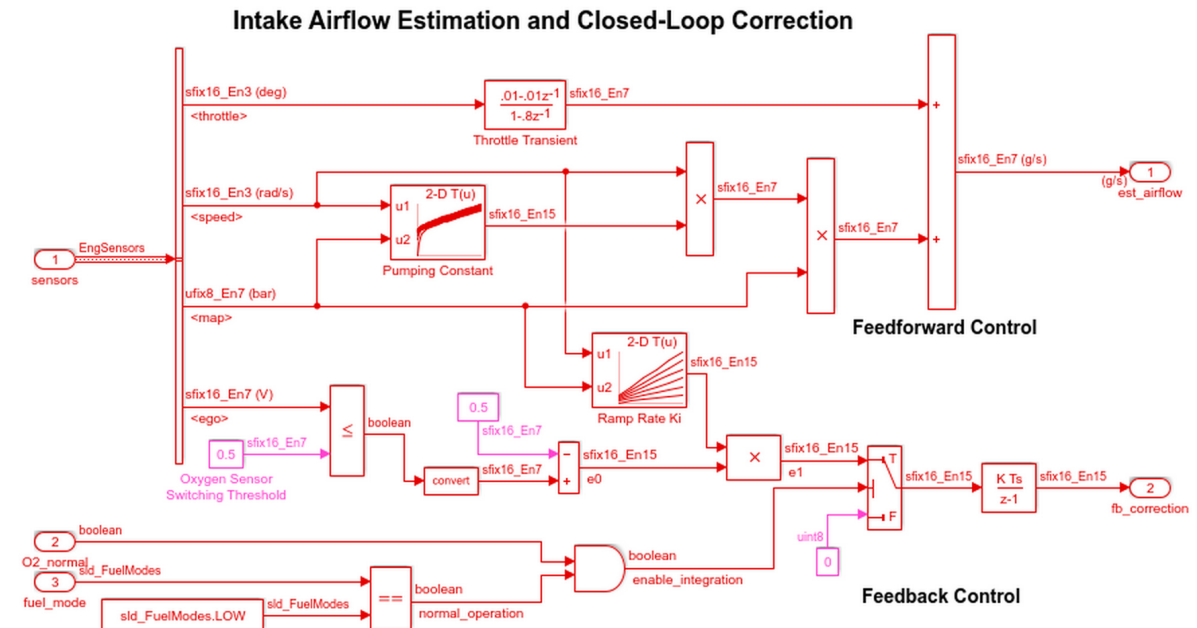 Intake Airflow Estimation and Closed-Loop Correction
sfix16_En3 (deg)
<throttle>
.01-.01z-1
1-.8z-1
Throttle Transient
sfix16_En7
+
sfix16_En7 (g/s)
(g/s)
1
est_airflow
sfix16_En3 (rad/s)
<speed>
2-D T(u)
u1
u2
Pumping Constant
sfix16_En15
×
sfix16_En7
×
sfix16_En7
+
1
sensors
EngSensors
ufix8_En7 (bar)
<map>
Feedforward Control
2-D T(u)
u1
u2
Ramp Rate Ki
sfix16_En15
sfix16_En7 (V)
<ego>
0.5
sfix16_En7
Oxygen Sensor
Switching Threshold
≤
boolean
convert
sfix16_En7
0.5
sfix16_En7
−
+
sfix16_En15
e0
×
sfix16_En15
e1
T
F
uint8
0
sfix16_En15
K Ts
z-1
sfix16_En15
2
fb_correction
2
O2_normal
boolean
3
fuel_mode
sld_FuelModes
sld_FuelModes.LOW
sld_FuelModes
==
boolean
normal_operation
boolean
enable_integration
Feedback Control